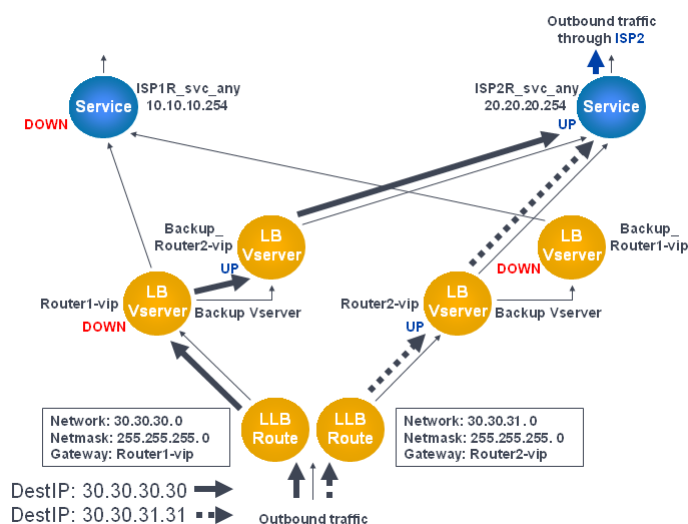 Outbound traffic
through ISP2
ISP1R_svc_any
10.10.10.254
Service
DOWN
ISP2R_svc_any
20.20.20.254
Service
UP
Backup_
Router2-vip
LB
Vserver
UP
LB
Vserver
Backup_
Router1-vip
DOWN
Router1-vip
LB
Vserver
DOWN
Backup Vserver
Router2-vip
LB
Vserver
UP
Backup Vserver
Network: 30.30.30.0
Netmask: 255.255.255.0
Gateway: Router1-vip
LLB
Route
LLB
Route
Network: 30.30.31.0
Netmask: 255.255.255.0
Gateway: Router2-vip
DestIP: 30.30.30.30
DestIP: 30.30.31.31
Outbound traffic